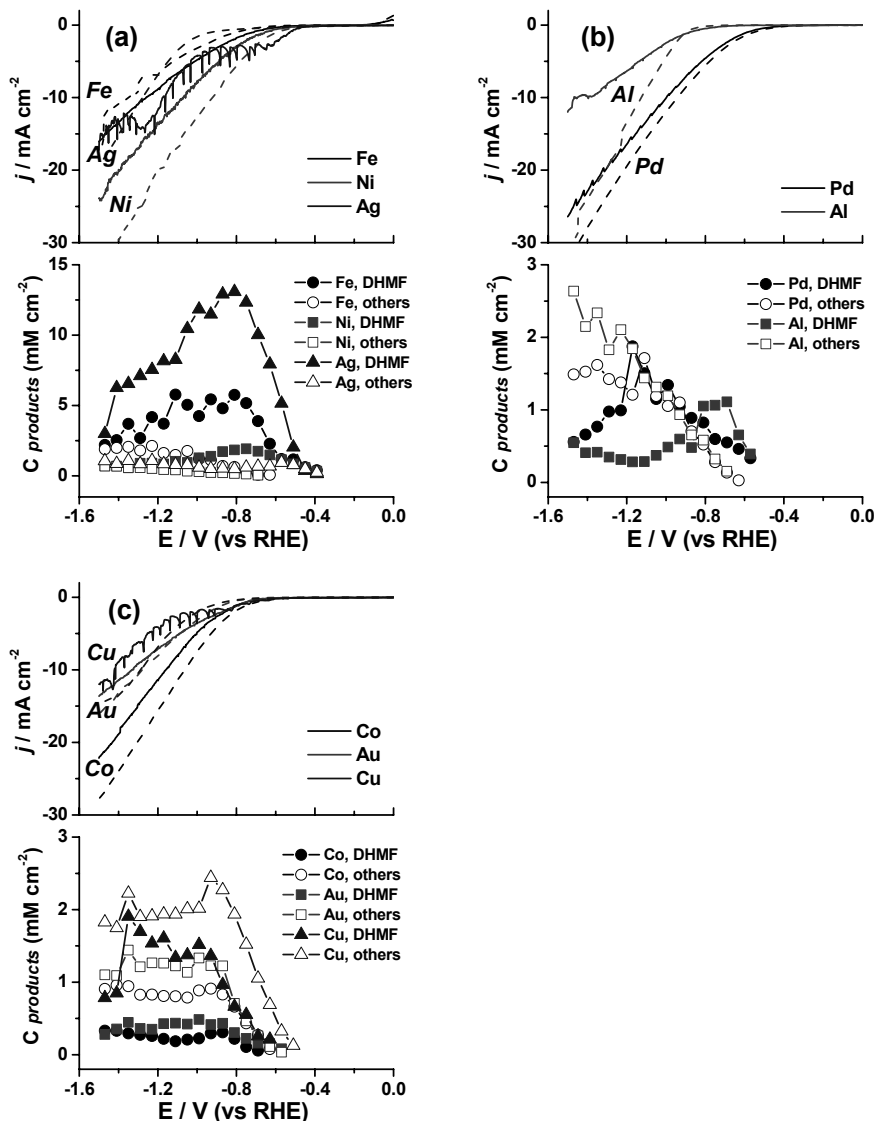 (a)
0
-5
-10
-15
-20
-25
-30
j / mA cm-2
Fe
Ag
Ni
Fe
Ni
Ag
15
10
5
0
C products (mM cm-2)
Fe, DHMF
Fe, others
Ni, DHMF
Ni, others
Ag, DHMF
Ag, others
-1.6 -1.2 -0.8 -0.4 0.0
E / V (vs RHE)
(b)
0
-10
-20
-30
j / mA cm-2
Al
Pd
Pd
Al
3
2
1
0
C products (mM cm-2)
Pd, DHMF
Pd, others
Al, DHMF
Al, others
-1.6 -1.2 -0.8 -0.4 0.0
E / V (vs RHE)
(c)
0
-10
-20
-30
j / mA cm-2
Cu
Au
Co
Co
Au
Cu
3
2
1
0
C products (mM cm-2)
Co, DHMF
Co, others
Au, DHMF
Au, others
Cu, DHMF
Cu, others
-1.6 -1.2 -0.8 -0.4 0.0
E / V (vs RHE)